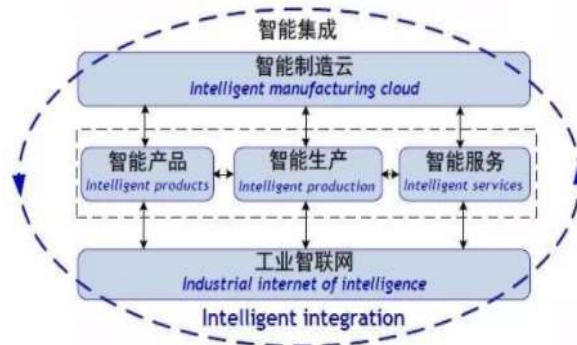 智能集成
智能制造云
Intelligent manufacturing cloud
智能产品
Intelligent products
智能生产
Intelligent production
智能服务
Intelligent services
工业智联网
Industrial internet of intelligence
Intelligent integration